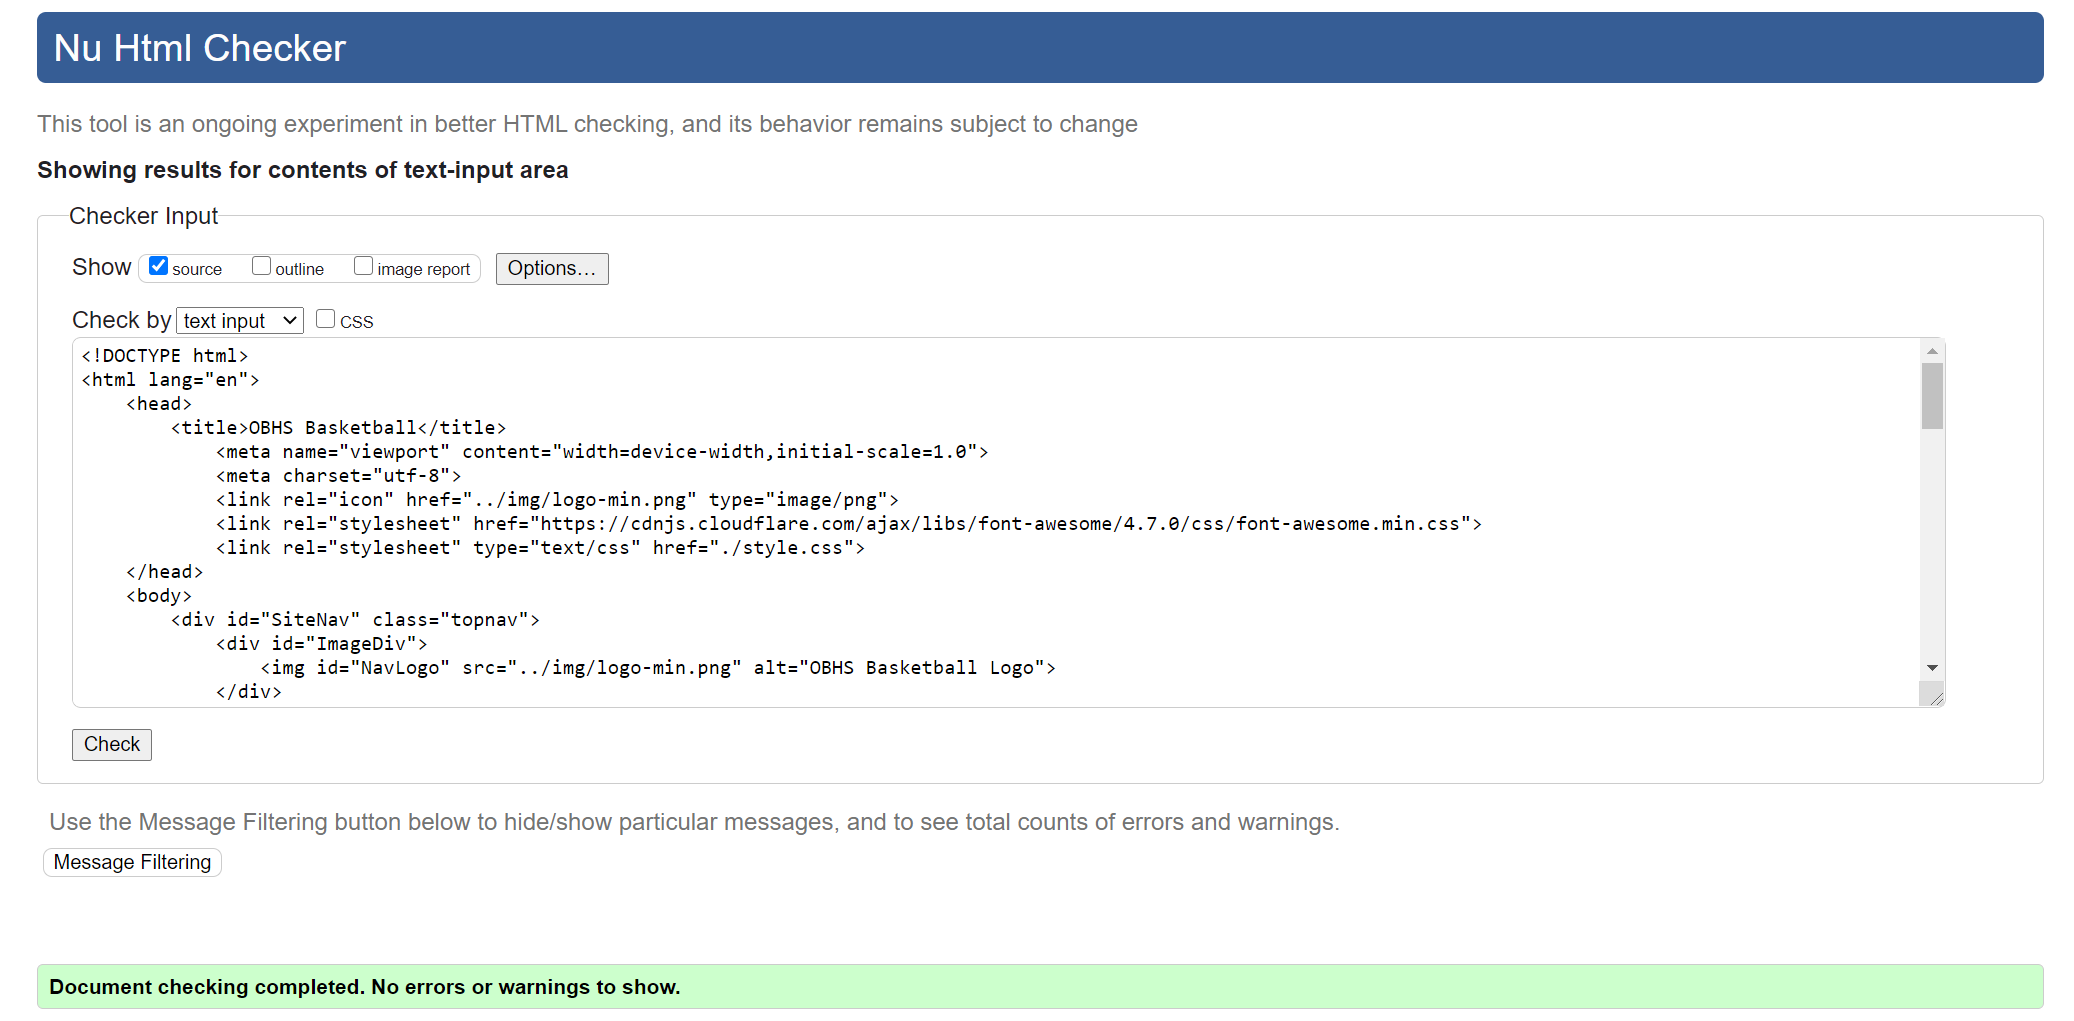 Nu Html Checker
This tool is an ongoing experiment in better HTML checking, and its behavior remains subject to change
Showing results for contents of text-input area
Checker Input
Show source outline image report Options...
Check by text input CSS
<!DOCTYPE html>
<html lang="en">
    <head>
        <title>OBHS Basketball</title>
            <meta name="viewport" content="width=device-width,initial-scale=1.0">
            <meta charset="utf-8">
            <link rel="icon" href="../img/logo-min.png" type="image/png">
            <link rel="stylesheet" href="https://cdnjs.cloudflare.com/ajax/libs/font-awesome/4.7.0/css/font-awesome.min.css">
            <link rel="stylesheet" type="text/css" href="./style.css">
    </head>
    <body>
        <div id="SiteNav" class="topnav">
            <div id="ImageDiv">
                <img id="NavLogo" src="../img/logo-min.png" alt="OBHS Basketball Logo">
            </div>
Check
Use the Message Filtering button below to hide/show particular messages, and to see total counts of errors and warnings.
Message Filtering
Document checking completed. No errors or warnings to show.